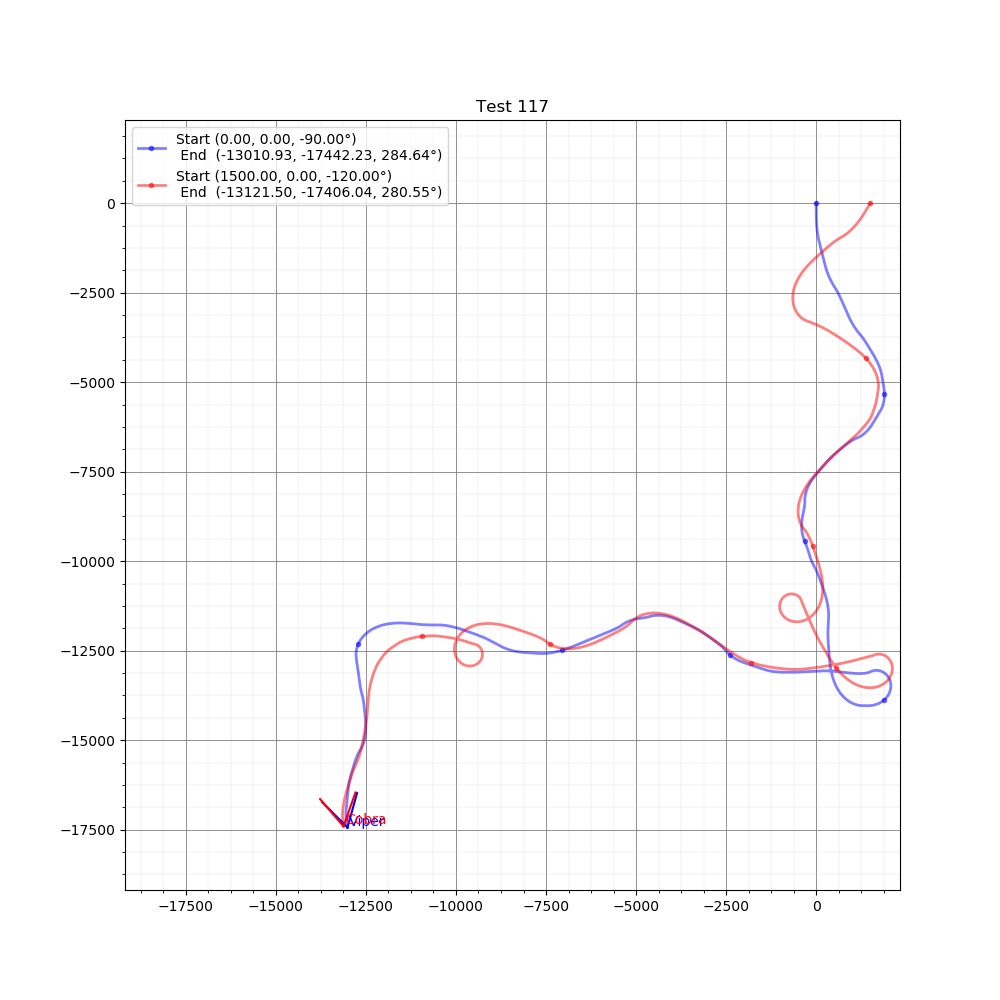 Test 117
Start (0.00, 0.00, -90.00°)
End (-13010.93, -17442.23, 284.64°)
Start (1500.00, 0.00, -120.00°)
End (-13121.50, -17406.04, 280.55°)
0
−2500
−5000
−7500
−10000
−12500
−15000
−17500
Cobra
Viper
−17500 −15000 −12500 −10000 −7500 −5000 −2500 0